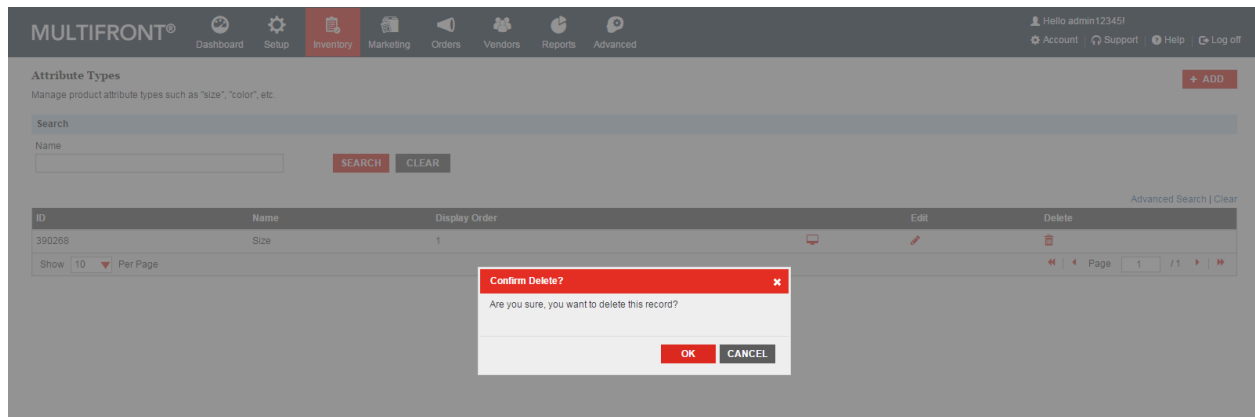 MULTIFRONT®
Dashboard Setup Inventory Marketing Orders Vendors Reports Advanced
Hello admin12345!
Account | Support | Help | Log off
Attribute Types
+ ADD
Manage product attribute types such as "size", "color", etc.
Search
Name
SEARCH CLEAR
Advanced Search | Clear
ID Name Display Order Edit Delete
390268 Size 1
Show 10 Per Page
Page 1 / 1
Confirm Delete?
Are you sure, you want to delete this record?
OK CANCEL